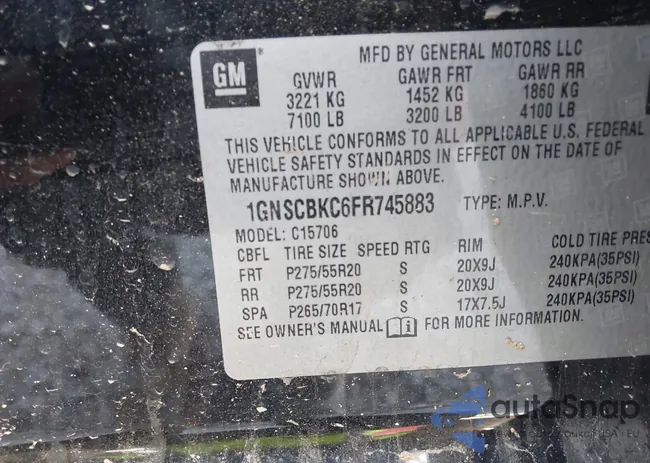 MFD BY GENERAL MOTORS LLC
GM
GVWR GAWR FRT GAWR RR
3221 KG 1452 KG 1860 KG
7100 LB 3200 LB 4100 LB
THIS VEHICLE CONFORMS TO ALL APPLICABLE U.S. FEDERAL
VEHICLE SAFETY STANDARDS IN EFFECT ON THE DATE OF
MANUFACTURE SHOWN ABOVE.
1GNSCBKC6FR745883 TYPE: M.P.V.
MODEL: C15706
CBFL TIRE SIZE SPEED RTG RIM COLD TIRE PRES
FRT P275/55R20 S 20X9J 240KPA(35PSI)
RR P275/55R20 S 20X9J 240KPA(35PSI)
SPA P265/70R17 S 17X7.5J 240KPA(35PSI)
SEE OWNER'S MANUAL FOR MORE INFORMATION.
autoSnap